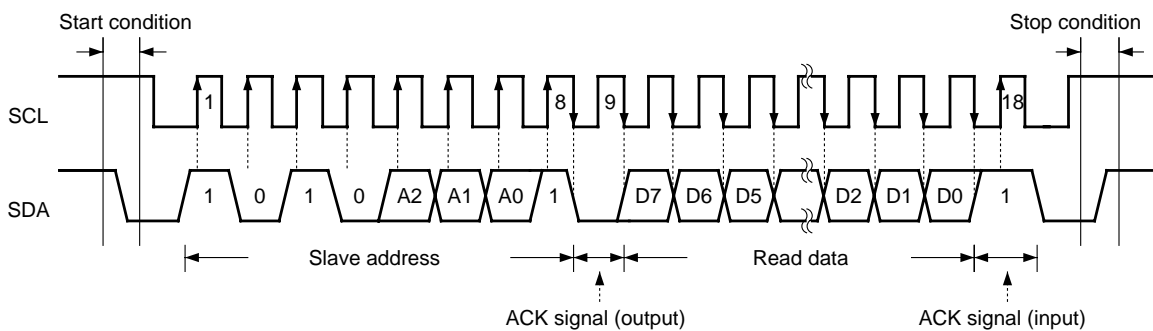 Start condition Stop condition
SCL 1 8 9 18
SDA 1 0 1 0 A2 A1 A0 1 D7 D6 D5 D2 D1 D0 1
Slave address Read data
ACK signal (output) ACK signal (input)